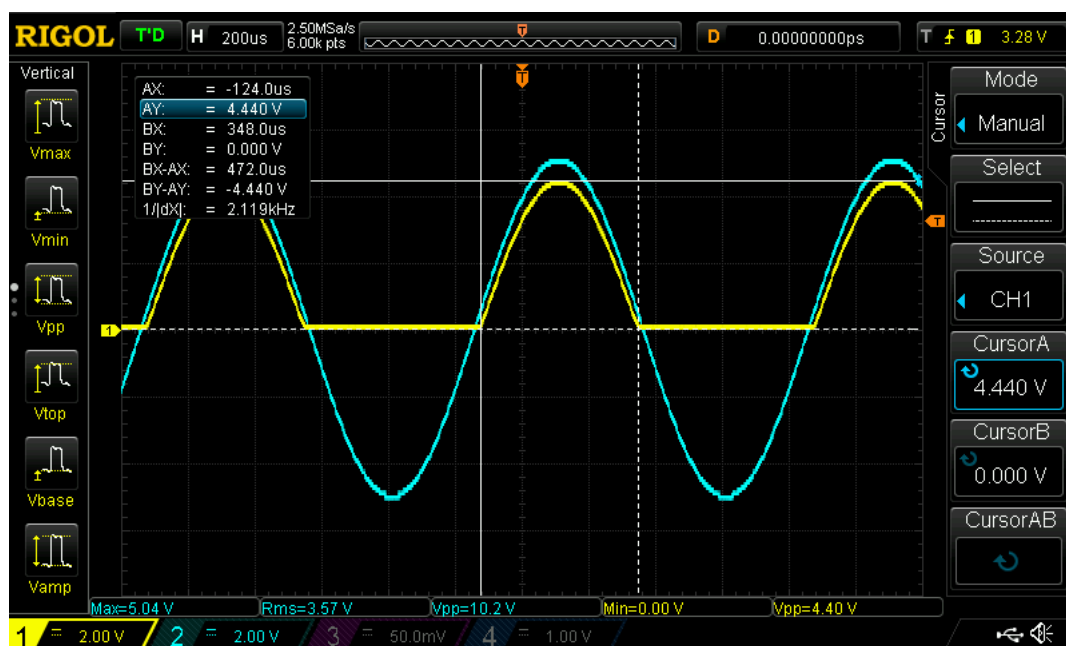 RIGOL T'D H 200us 2.50MSa/s 6.00k pts T D 0.00000000ps T 1 3.28 V
Vertical
Vmax
Vmin
Vpp
Vtop
Vbase
Vamp
AX: = -124.0us
AY: = 4.440 V
BX: = 348.0us
BY: = 0.000 V
BX-AX: = 472.0us
BY-AY: = -4.440 V
1/|dX|: = 2.119kHz
T
1
T
Cursor
Mode
Manual
Select
Source
CH1
CursorA
4.440 V
CursorB
0.000 V
CursorAB
Max=5.04 V Rms=3.57 V Vpp=10.2 V Min=0.00 V Vpp=4.40 V
1 = 2.00 V 2 = 2.00 V 3 = 50.0mV 4 = 1.00 V